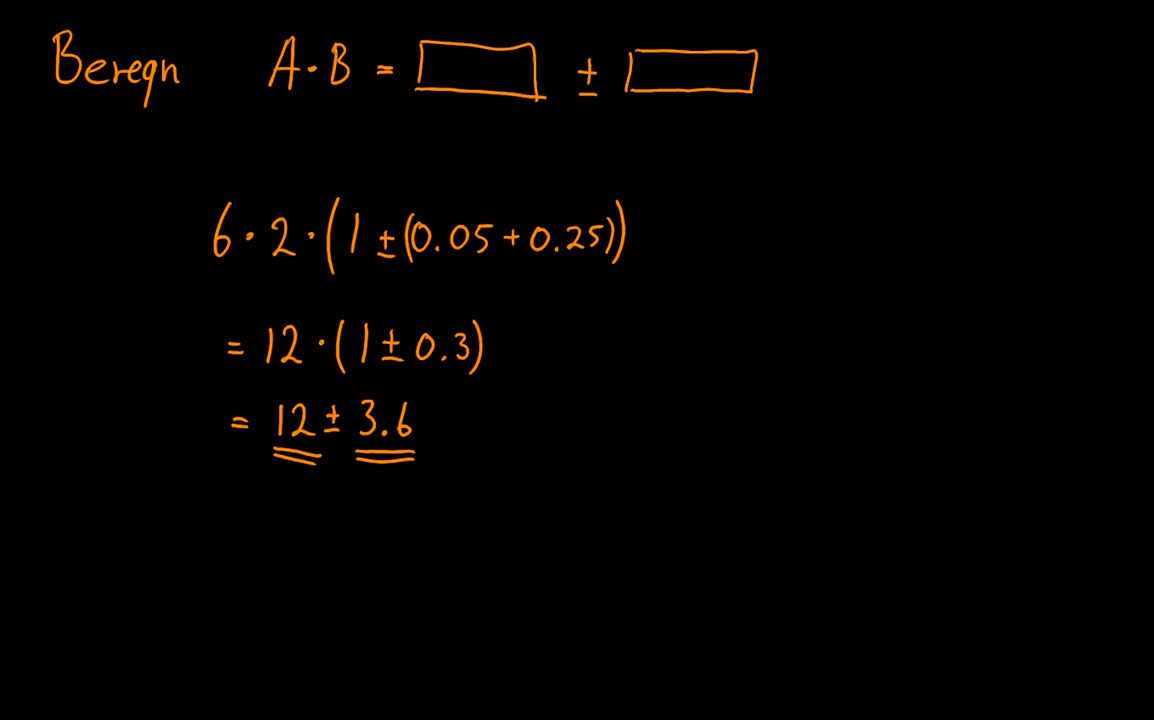 Beregn A·B = ±
6·2·(1 ± (0.05 + 0.25))
= 12·(1 ± 0.3)
= 12 ± 3.6